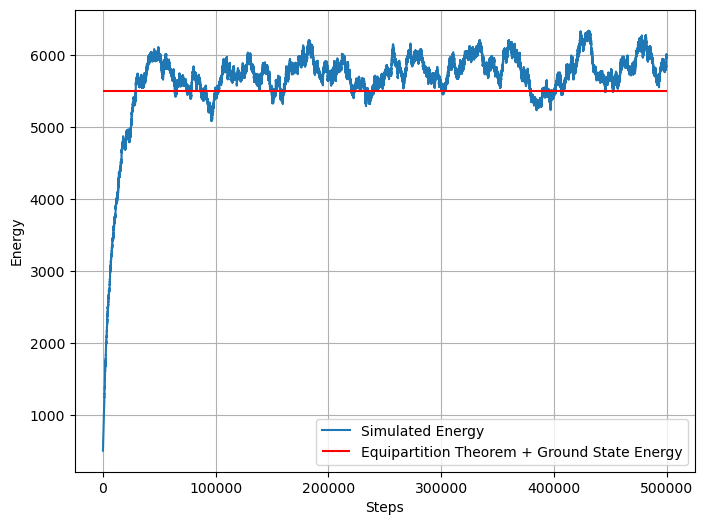 6000
5000
4000
3000
2000
1000
Energy
0 100000 200000 300000 400000 500000
Steps
Simulated Energy
Equipartition Theorem + Ground State Energy